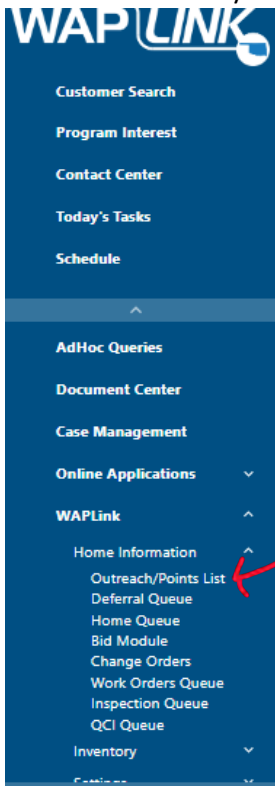 WAPLINK
Customer Search
Program Interest
Contact Center
Today's Tasks
Schedule
AdHoc Queries
Document Center
Case Management
Online Applications
WAPLink
Home Information
Outreach/Points List
Deferral Queue
Home Queue
Bid Module
Change Orders
Work Orders Queue
Inspection Queue
QCI Queue
Inventory